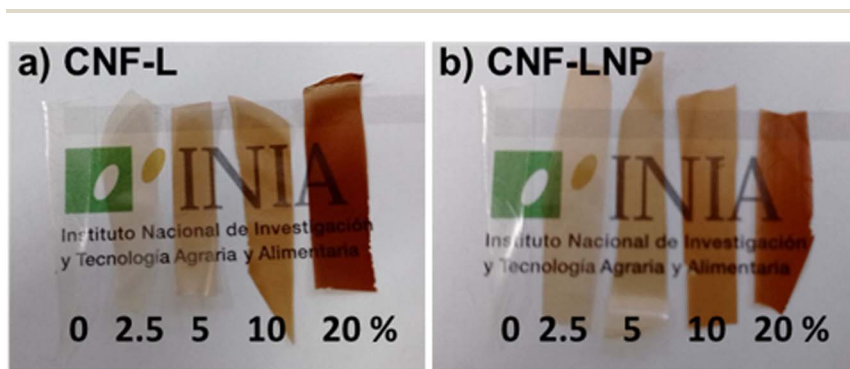 a) CNF-L
INIA
Instituto Nacional de Investigación
y Tecnología Agraria y Alimentaria
0 2.5 5 10 20 %
b) CNF-LNP
INIA
Instituto Nacional de Investigación
y Tecnología Agraria y Alimentaria
0 2.5 5 10 20 %